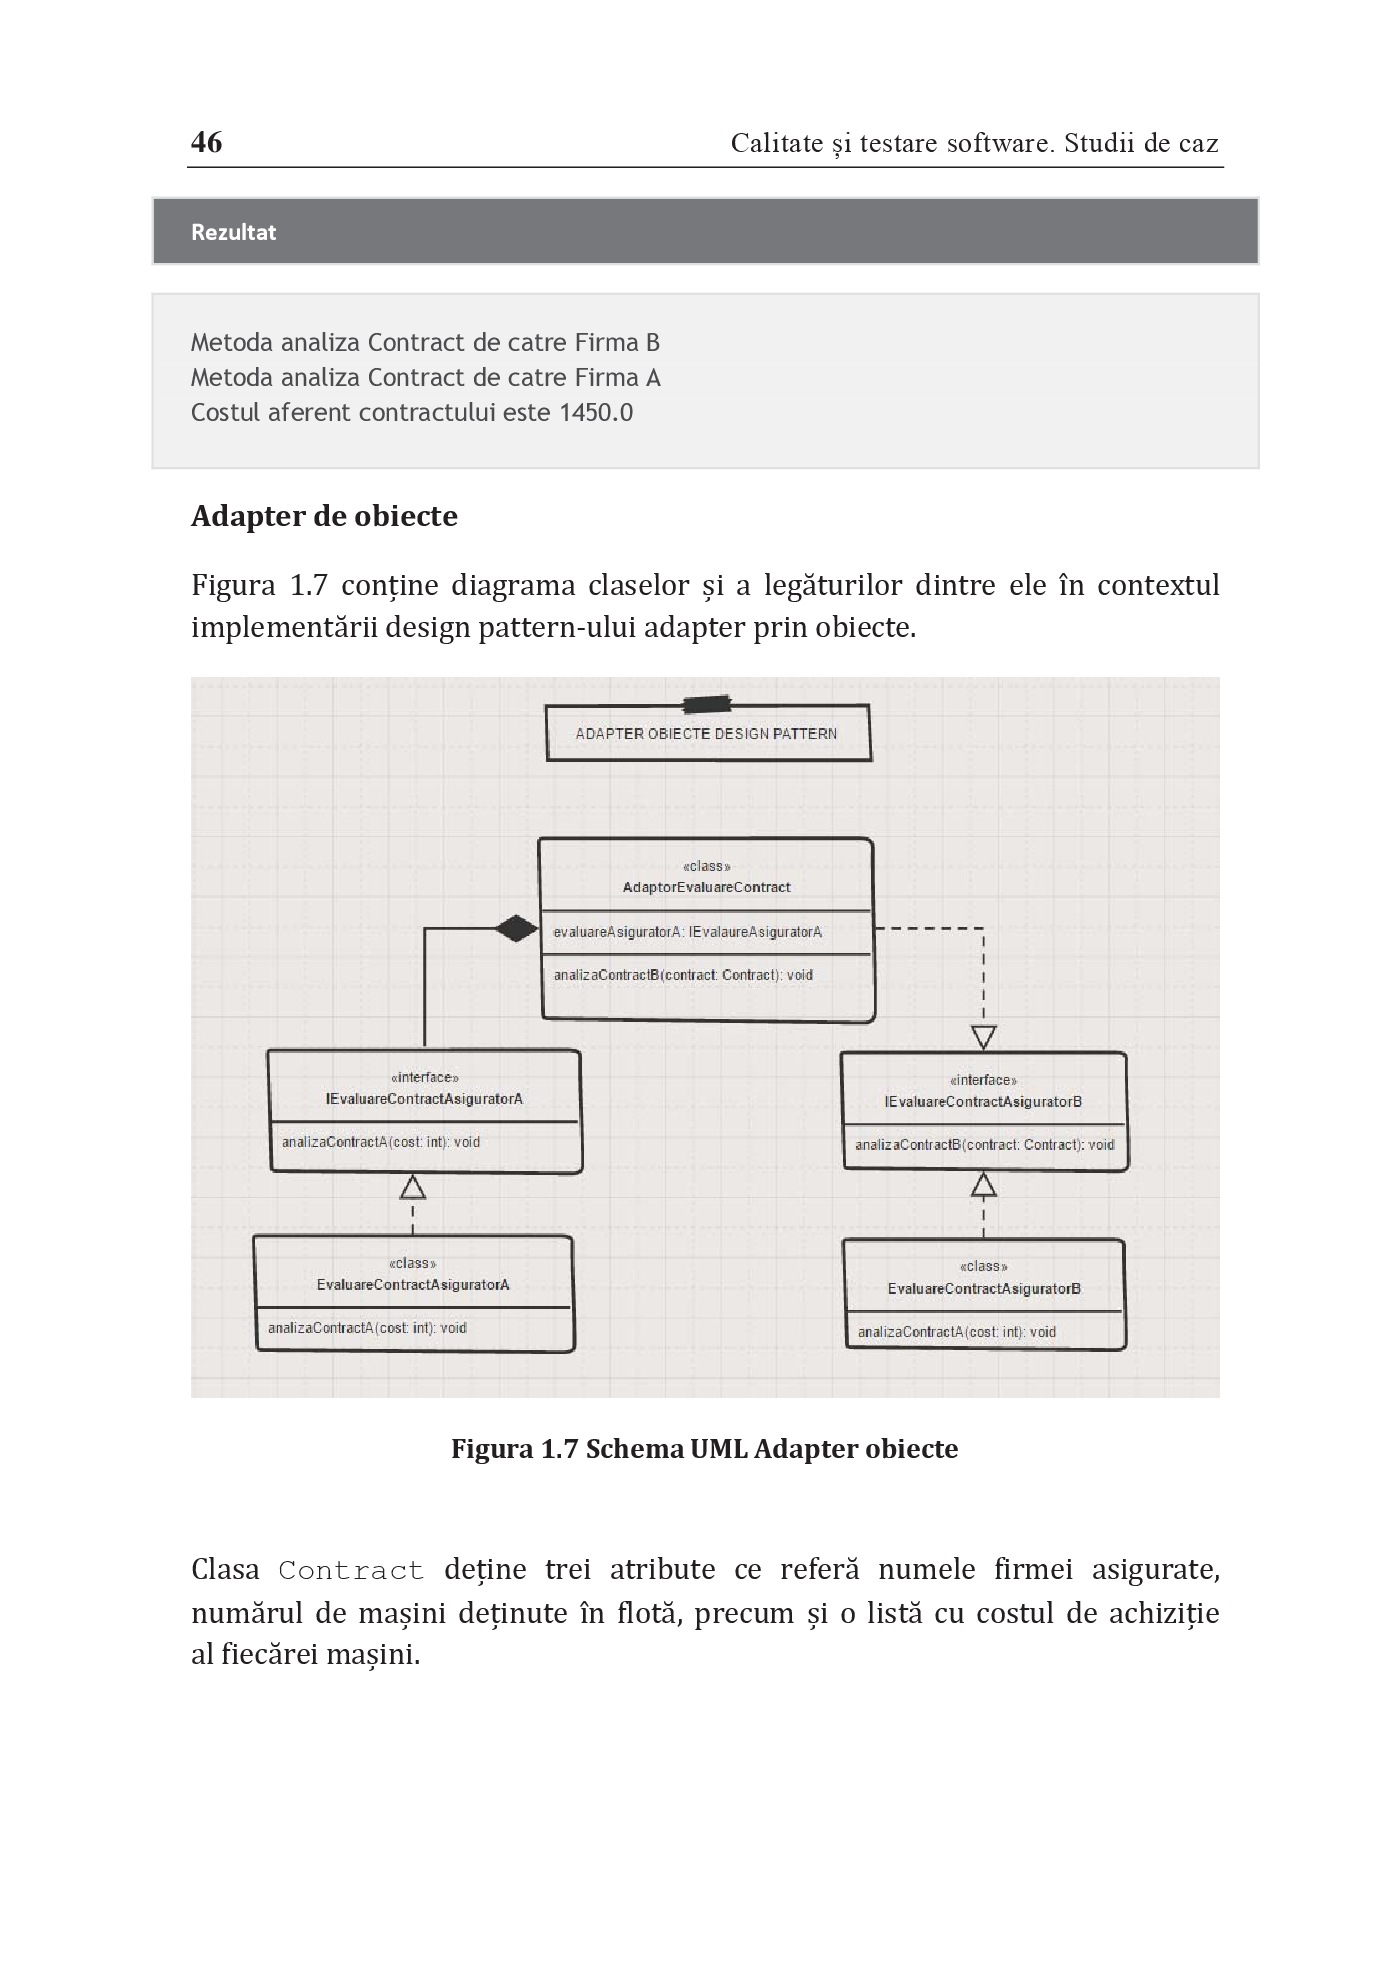 46 Calitate și testare software. Studii de caz
Rezultat
Metoda analiza Contract de catre Firma B
Metoda analiza Contract de catre Firma A
Costul aferent contractului este 1450.0
Adapter de obiecte
Figura 1.7 conține diagrama claselor și a legăturilor dintre ele în contextul
implementării design pattern-ului adapter prin obiecte.
ADAPTER OBIECTE DESIGN PATTERN
«class»
AdaptorEvaluareContract
evaluareAsiguratorA: IEvalaureAsiguratorA
analizaContractB(contract: Contract): void
«interface»
IEvaluareContractAsiguratorA
analizaContractA(cost: int): void
«interface»
IEvaluareContractAsiguratorB
analizaContractB(contract: Contract): void
«class»
EvaluareContractAsiguratorA
analizaContractA(cost: int): void
«class»
EvaluareContractAsiguratorB
analizaContractA(cost: int): void
Figura 1.7 Schema UML Adapter obiecte
Clasa Contract deține trei atribute ce referă numele firmei asigurate,
numărul de mașini deținute în flotă, precum și o listă cu costul de achiziție
al fiecărei mașini.